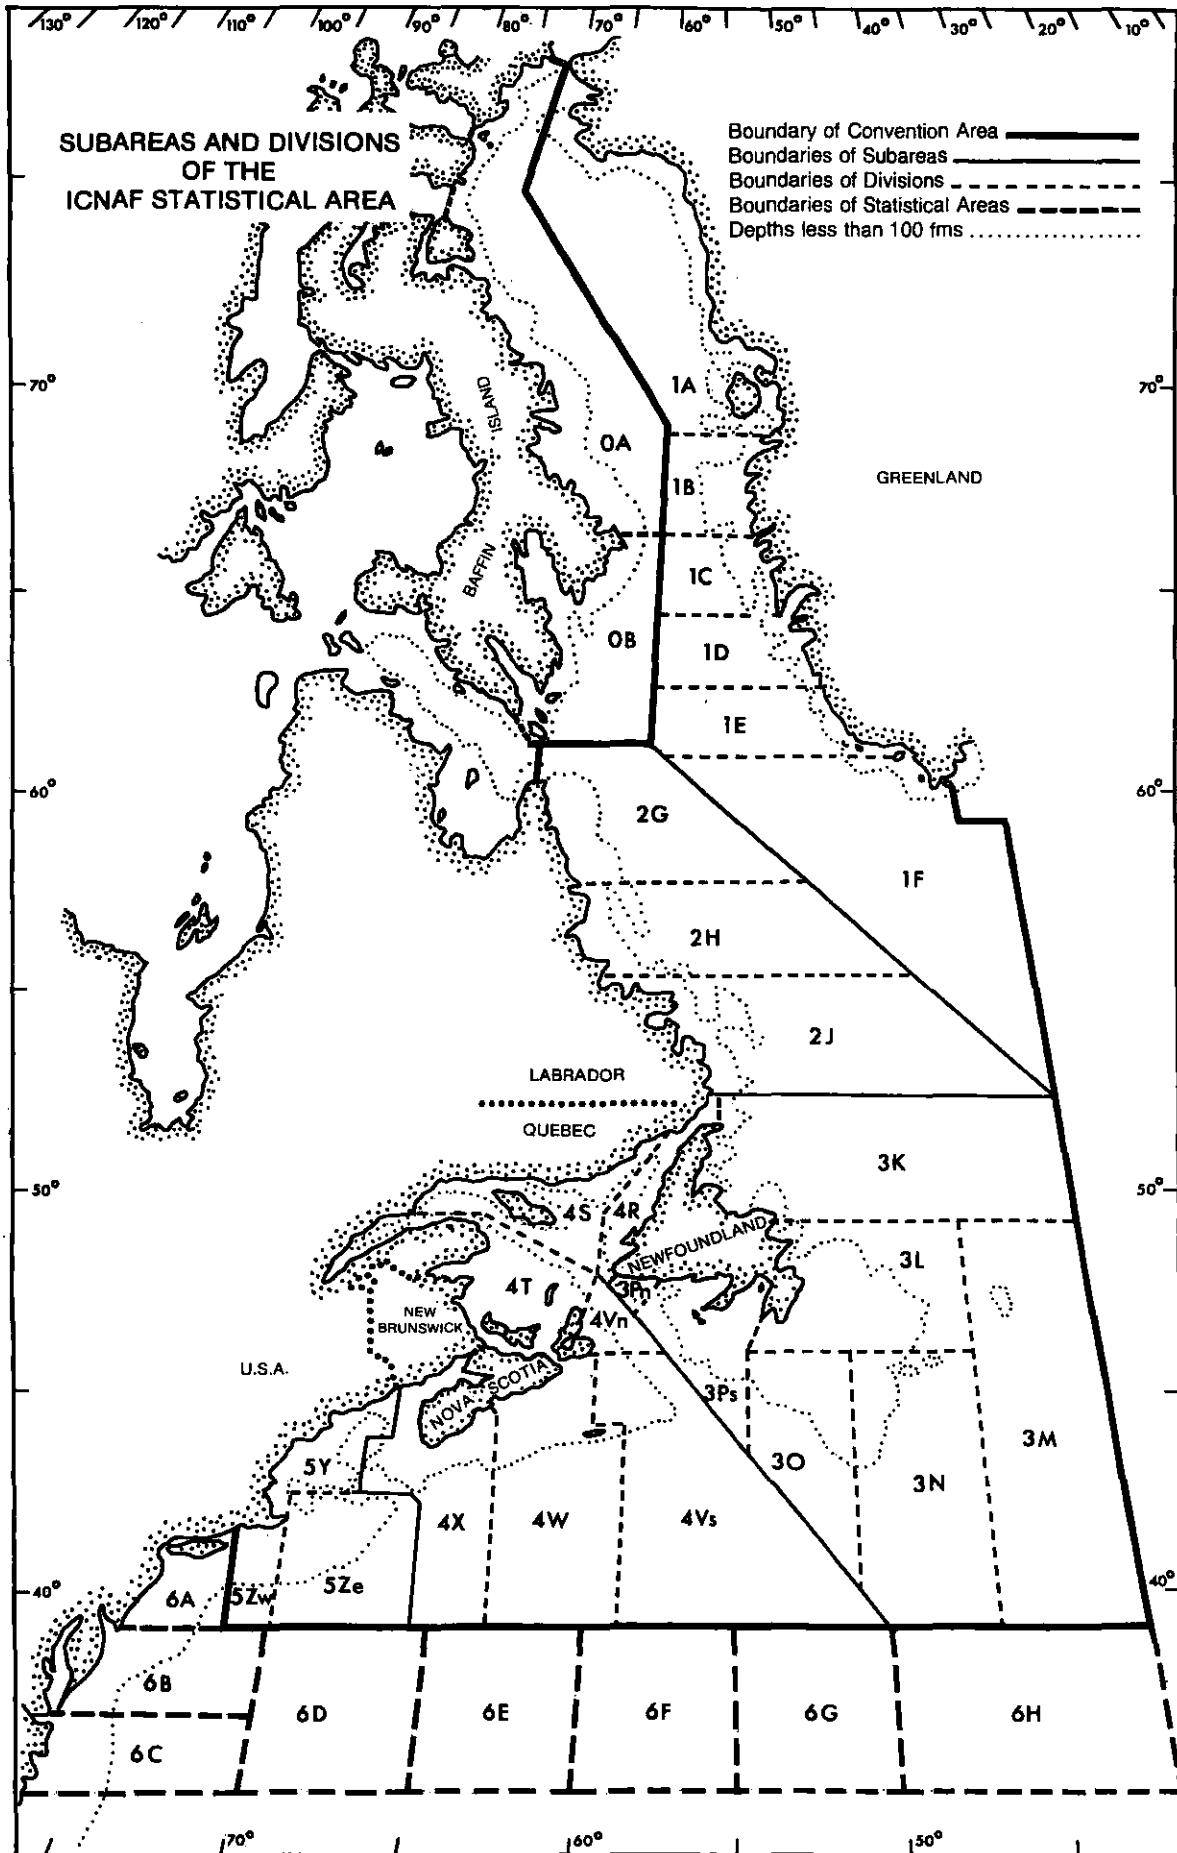 130° 120° 110° 100° 90° 80° 70° 60° 50° 40° 30° 20° 10°
SUBAREAS AND DIVISIONS
OF THE
ICNAF STATISTICAL AREA
Boundary of Convention Area
Boundaries of Subareas
Boundaries of Divisions
Boundaries of Statistical Areas
Depths less than 100 fms
70° 70°
1A
ISLAND
0A
GREENLAND
1B
BAFFIN
1C
0B
1D
1E
60° 60°
2G
1F
2H
2J
LABRADOR
QUEBEC
3K
50° 50°
4S 4R
NEWFOUNDLAND
3L
4T
3Pn
NEW
BRUNSWICK
4Vn
U.S.A.
NOVA SCOTIA
3Ps
3M
5Y
3O
3N
4X 4W 4Vs
40° 40°
6A 5Zw 5Ze
6B
6D 6E 6F 6G 6H
6C
70° 60° 50°